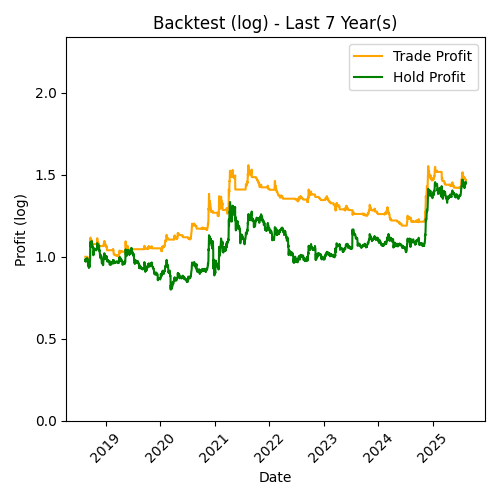 Backtest (log) - Last 7 Year(s)
Trade Profit
Hold Profit
Profit (log)
2.0
1.5
1.0
0.5
0.0
2019
2020
2021
2022
2023
2024
2025
Date